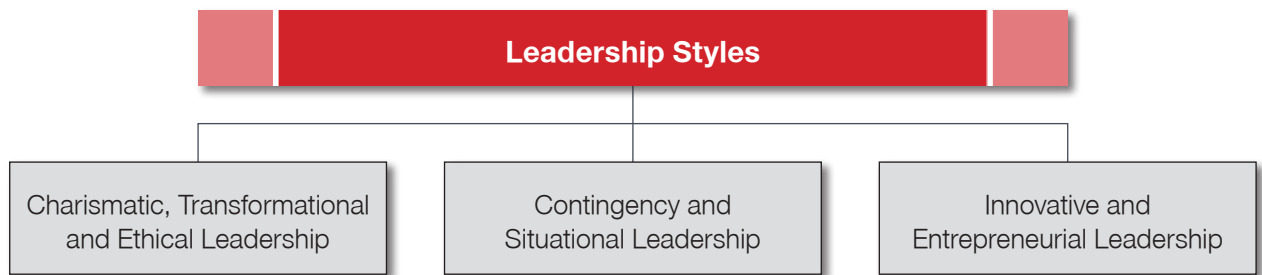 Leadership Styles
Charismatic, Transformational
and Ethical Leadership
Contingency and
Situational Leadership
Innovative and
Entrepreneurial Leadership